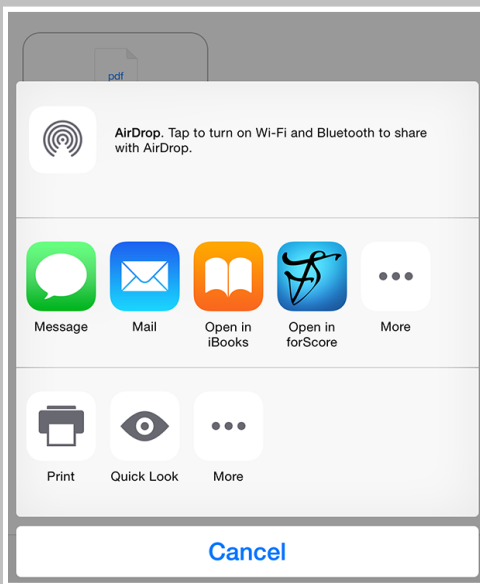 pdf
AirDrop. Tap to turn on Wi-Fi and Bluetooth to share
with AirDrop.
Message
Mail
Open in
iBooks
Open in
forScore
More
Print
Quick Look
More
Cancel